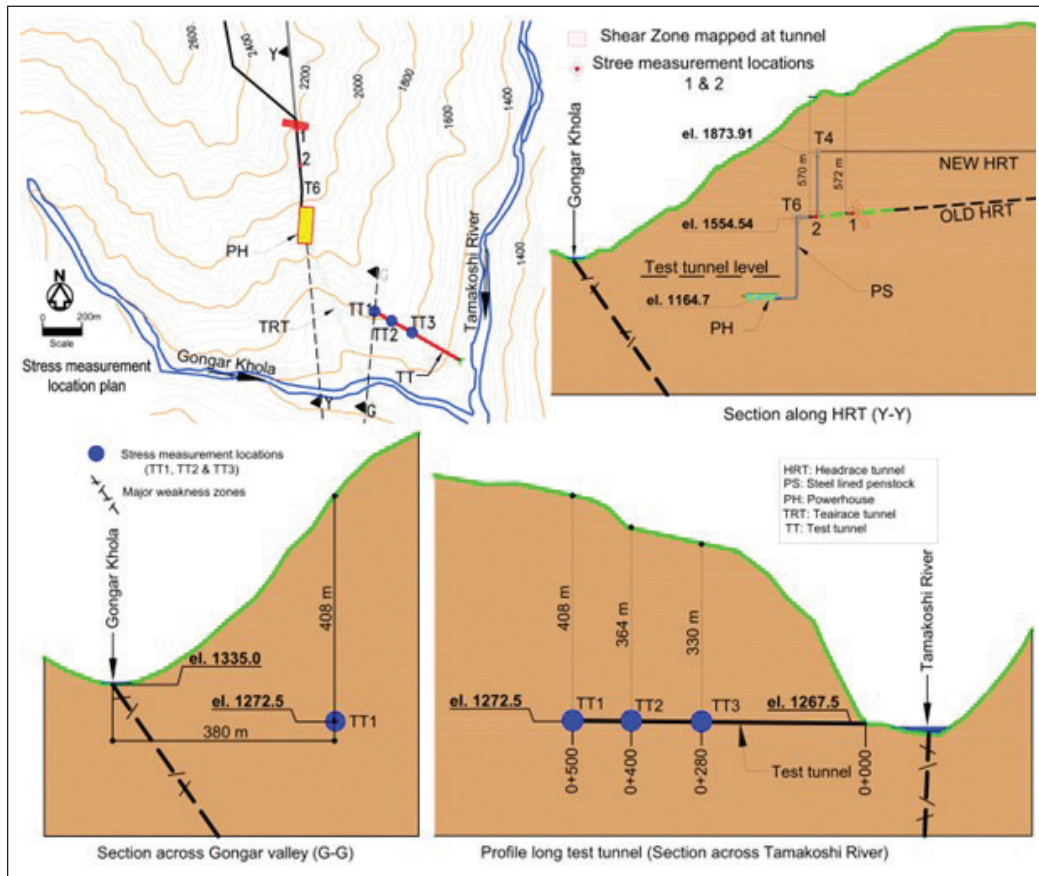 2600
2400
Y
2200
2000
1800
1400
1600
1400
1
2
T6
PH
G
N
0 200m
Scale
TRT
TT1
TT2
TT3
TT
Tamakoshi River
Gongar Khola
Stress measurement
location plan
Y
G
Shear Zone mapped at tunnel
Stree measurement locations
1 & 2
Gongar Khola
el. 1873.91
T4
570 m
572 m
NEW HRT
T6
OLD HRT
el. 1554.54
2
1
Test tunnel level
el. 1164.7
PS
PH
Section along HRT (Y-Y)
Stress measurement locations
(TT1, TT2 & TT3)
Major weakness zones
Gongar Khola
408 m
el. 1335.0
el. 1272.5
TT1
380 m
Section across Gongar valley (G-G)
HRT: Headrace tunnel
PS: Steel lined penstock
PH: Powerhouse
TRT: Teairace tunnel
TT: Test tunnel
408 m
364 m
330 m
Tamakoshi River
el. 1272.5
TT1
TT2
TT3
el. 1267.5
0+500
0+400
0+280
Test tunnel
0+000
Profile long test tunnel (Section across Tamakoshi River)